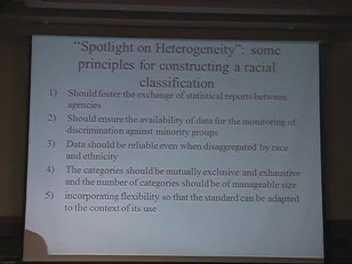 “Spotlight on Heterogeneity”: some
principles for constructing a racial
classification
1) Should foster the exchange of statistical reports between
agencies
2) Should ensure the availability of data for the monitoring of
discrimination against minority groups
3) Data should be reliable even when disaggregated by race
and ethnicity
4) The categories should be mutually exclusive and exhaustive
and the number of categories should be of manageable size
5) incorporating flexibility so that the standard can be adapted
to the context of its use